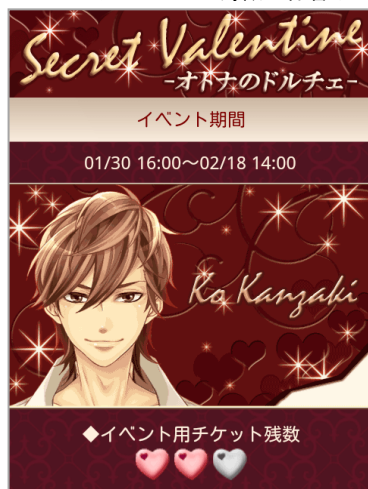 Secret Valentine
-オトナのドルチェ-
イベント期間
01/30 16:00〜02/18 14:00
Ko Kanzaki
◆イベント用チケット残数